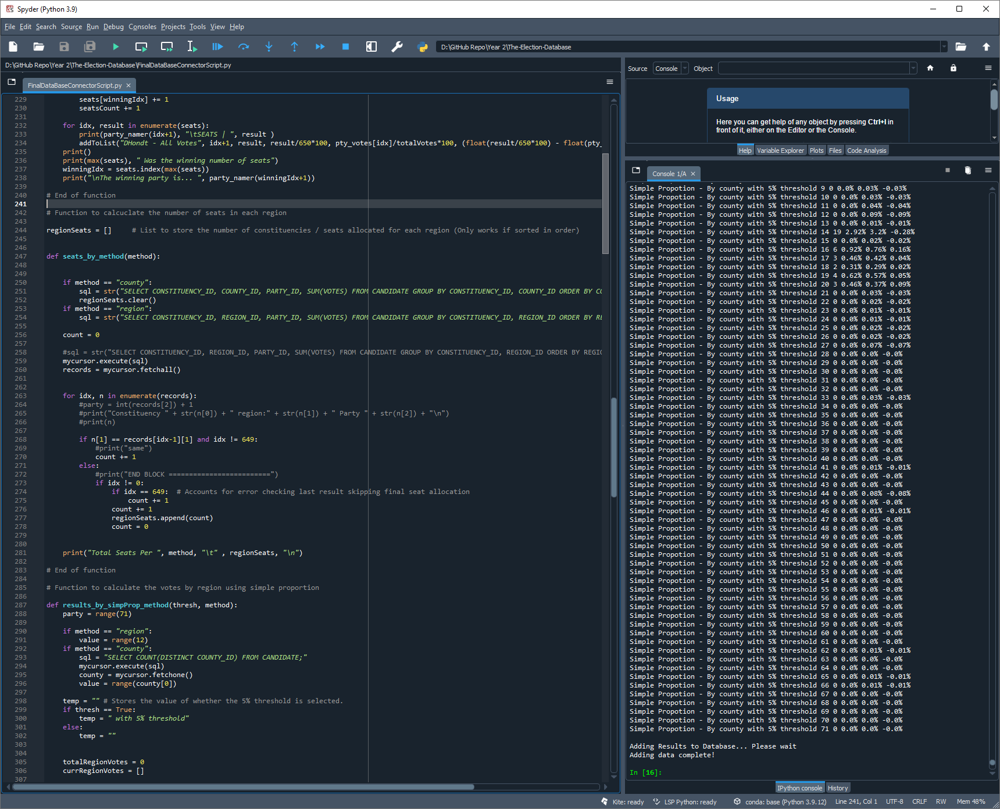 Spyder (Python 3.9)
File Edit Search Source Run Debug Consoles Projects Tools View Help
D:\GitHub Repo\Year 2\The-Election-Database
D:\GitHub Repo\Year 2\The-Election-Database\FinalDataBaseConnectorScript.py
FinalDataBaseConnectorScript.py
229 seats[winningIdx] += 1
230 seatsCount += 1
231
232 for idx, result in enumerate(seats):
233 print(party_namer(idx+1), "\tSEATS | ", result )
234 addToList("DHondt - All Votes", idx+1, result, result/650*100, pty_votes[idx]/totalVotes*100, (float(result/650*100) - float(pty_
235 print()
236 print(max(seats), " Was the winning number of seats")
237 winningIdx = seats.index(max(seats))
238 print("\nThe winning party is... ", party_namer(winningIdx+1))
239
240 # End of function
241
242 # Function to calcuclate the number of seats in each region
243
244 regionSeats = [] # List to store the number of constituencies / seats allocated for each region (Only works if sorted in order)
245
246
247 def seats_by_method(method):
248
249
250 if method == "county":
251 sql = str("SELECT CONSTITUENCY_ID, COUNTY_ID, PARTY_ID, SUM(VOTES) FROM CANDIDATE GROUP BY CONSTITUENCY_ID, COUNTY_ID ORDER BY CO
252 regionSeats.clear()
253 if method == "region":
254 sql = str("SELECT CONSTITUENCY_ID, REGION_ID, PARTY_ID, SUM(VOTES) FROM CANDIDATE GROUP BY CONSTITUENCY_ID, REGION_ID ORDER BY RE
255
256 count = 0
257
258 #sql = str("SELECT CONSTITUENCY_ID, REGION_ID, PARTY_ID, SUM(VOTES) FROM CANDIDATE GROUP BY CONSTITUENCY_ID, REGION_ID ORDER BY REGIO
259 mycursor.execute(sql)
260 records = mycursor.fetchall()
261
262
263 for idx, n in enumerate(records):
264 #party = int(records[2]) + 1
265 #print("Constituency " + str(n[0]) + " region:" + str(n[1]) + " Party " + str(n[2]) + "\n")
266 #print(n)
267
268 if n[1] == records[idx-1][1] and idx != 649:
269 #print("same")
270 count += 1
271 else:
272 #print("END BLOCK =========================")
273 if idx != 0:
274 if idx == 649: # Accounts for error checking last result skipping final seat allocation
275 count += 1
276 count += 1
277 regionSeats.append(count)
278 count = 0
279
280
281 print("Total Seats Per ", method, "\t" , regionSeats, "\n")
282
283 # End of function
284
285 # Function to calculate the votes by region using simple proportion
286
287 def results_by_simpProp_method(thresh, method):
288 party = range(71)
289
290 if method == "region":
291 value = range(12)
292 if method == "county":
293 sql = "SELECT COUNT(DISTINCT COUNTY_ID) FROM CANDIDATE;"
294 mycursor.execute(sql)
295 county = mycursor.fetchone()
296 value = range(county[0])
297
298 temp = "" # Stores the value of whether the 5% threshold is selected.
299 if thresh == True:
300 temp = " with 5% threshold"
301 else:
302 temp = ""
303
304
305 totalRegionVotes = 0
306 currRegionVotes = []
307
Source Console Object
Usage
Here you can get help of any object by pressing Ctrl+I in
front of it, either on the Editor or the Console.
Help Variable Explorer Plots Files Code Analysis
Console 1/A
Simple Propotion - By county with 5% threshold 9 0 0.0% 0.03% -0.03%
Simple Propotion - By county with 5% threshold 10 0 0.0% 0.03% -0.03%
Simple Propotion - By county with 5% threshold 11 0 0.0% 0.04% -0.04%
Simple Propotion - By county with 5% threshold 12 0 0.0% 0.09% -0.09%
Simple Propotion - By county with 5% threshold 13 0 0.0% 0.01% -0.01%
Simple Propotion - By county with 5% threshold 14 19 2.92% 3.2% -0.28%
Simple Propotion - By county with 5% threshold 15 0 0.0% 0.02% -0.02%
Simple Propotion - By county with 5% threshold 16 6 0.92% 0.76% 0.16%
Simple Propotion - By county with 5% threshold 17 3 0.46% 0.42% 0.04%
Simple Propotion - By county with 5% threshold 18 2 0.31% 0.29% 0.02%
Simple Propotion - By county with 5% threshold 19 4 0.62% 0.57% 0.05%
Simple Propotion - By county with 5% threshold 20 3 0.46% 0.37% 0.09%
Simple Propotion - By county with 5% threshold 21 0 0.0% 0.03% -0.03%
Simple Propotion - By county with 5% threshold 22 0 0.0% 0.02% -0.02%
Simple Propotion - By county with 5% threshold 23 0 0.0% 0.01% -0.01%
Simple Propotion - By county with 5% threshold 24 0 0.0% 0.01% -0.01%
Simple Propotion - By county with 5% threshold 25 0 0.0% 0.02% -0.02%
Simple Propotion - By county with 5% threshold 26 0 0.0% 0.02% -0.02%
Simple Propotion - By county with 5% threshold 27 0 0.0% 0.07% -0.07%
Simple Propotion - By county with 5% threshold 28 0 0.0% 0.0% -0.0%
Simple Propotion - By county with 5% threshold 29 0 0.0% 0.0% -0.0%
Simple Propotion - By county with 5% threshold 30 0 0.0% 0.0% -0.0%
Simple Propotion - By county with 5% threshold 31 0 0.0% 0.0% -0.0%
Simple Propotion - By county with 5% threshold 32 0 0.0% 0.0% -0.0%
Simple Propotion - By county with 5% threshold 33 0 0.0% 0.03% -0.03%
Simple Propotion - By county with 5% threshold 34 0 0.0% 0.0% -0.0%
Simple Propotion - By county with 5% threshold 35 0 0.0% 0.0% -0.0%
Simple Propotion - By county with 5% threshold 36 0 0.0% 0.0% -0.0%
Simple Propotion - By county with 5% threshold 37 0 0.0% 0.0% -0.0%
Simple Propotion - By county with 5% threshold 38 0 0.0% 0.0% -0.0%
Simple Propotion - By county with 5% threshold 39 0 0.0% 0.0% -0.0%
Simple Propotion - By county with 5% threshold 40 0 0.0% 0.0% -0.0%
Simple Propotion - By county with 5% threshold 41 0 0.0% 0.01% -0.01%
Simple Propotion - By county with 5% threshold 42 0 0.0% 0.0% -0.0%
Simple Propotion - By county with 5% threshold 43 0 0.0% 0.0% -0.0%
Simple Propotion - By county with 5% threshold 44 0 0.0% 0.08% -0.08%
Simple Propotion - By county with 5% threshold 45 0 0.0% 0.0% -0.0%
Simple Propotion - By county with 5% threshold 46 0 0.0% 0.01% -0.01%
Simple Propotion - By county with 5% threshold 47 0 0.0% 0.0% -0.0%
Simple Propotion - By county with 5% threshold 48 0 0.0% 0.0% -0.0%
Simple Propotion - By county with 5% threshold 49 0 0.0% 0.0% -0.0%
Simple Propotion - By county with 5% threshold 50 0 0.0% 0.0% -0.0%
Simple Propotion - By county with 5% threshold 51 0 0.0% 0.0% -0.0%
Simple Propotion - By county with 5% threshold 52 0 0.0% 0.0% -0.0%
Simple Propotion - By county with 5% threshold 53 0 0.0% 0.0% -0.0%
Simple Propotion - By county with 5% threshold 54 0 0.0% 0.0% -0.0%
Simple Propotion - By county with 5% threshold 55 0 0.0% 0.0% -0.0%
Simple Propotion - By county with 5% threshold 56 0 0.0% 0.0% -0.0%
Simple Propotion - By county with 5% threshold 57 0 0.0% 0.0% -0.0%
Simple Propotion - By county with 5% threshold 58 0 0.0% 0.0% -0.0%
Simple Propotion - By county with 5% threshold 59 0 0.0% 0.0% -0.0%
Simple Propotion - By county with 5% threshold 60 0 0.0% 0.0% -0.0%
Simple Propotion - By county with 5% threshold 61 0 0.0% 0.0% -0.0%
Simple Propotion - By county with 5% threshold 62 0 0.0% 0.01% -0.01%
Simple Propotion - By county with 5% threshold 63 0 0.0% 0.0% -0.0%
Simple Propotion - By county with 5% threshold 64 0 0.0% 0.0% -0.0%
Simple Propotion - By county with 5% threshold 65 0 0.0% 0.01% -0.01%
Simple Propotion - By county with 5% threshold 66 0 0.0% 0.01% -0.01%
Simple Propotion - By county with 5% threshold 67 0 0.0% 0.0% -0.0%
Simple Propotion - By county with 5% threshold 68 0 0.0% 0.0% -0.0%
Simple Propotion - By county with 5% threshold 69 0 0.0% 0.0% -0.0%
Simple Propotion - By county with 5% threshold 70 0 0.0% 0.0% -0.0%
Simple Propotion - By county with 5% threshold 71 0 0.0% 0.0% -0.0%
Adding Results to Database... Please wait
Adding data complete!
In [16]:
IPython console History
Kite: ready LSP Python: ready conda: base (Python 3.9.12) Line 241, Col 1 UTF-8 CRLF RW Mem 48%